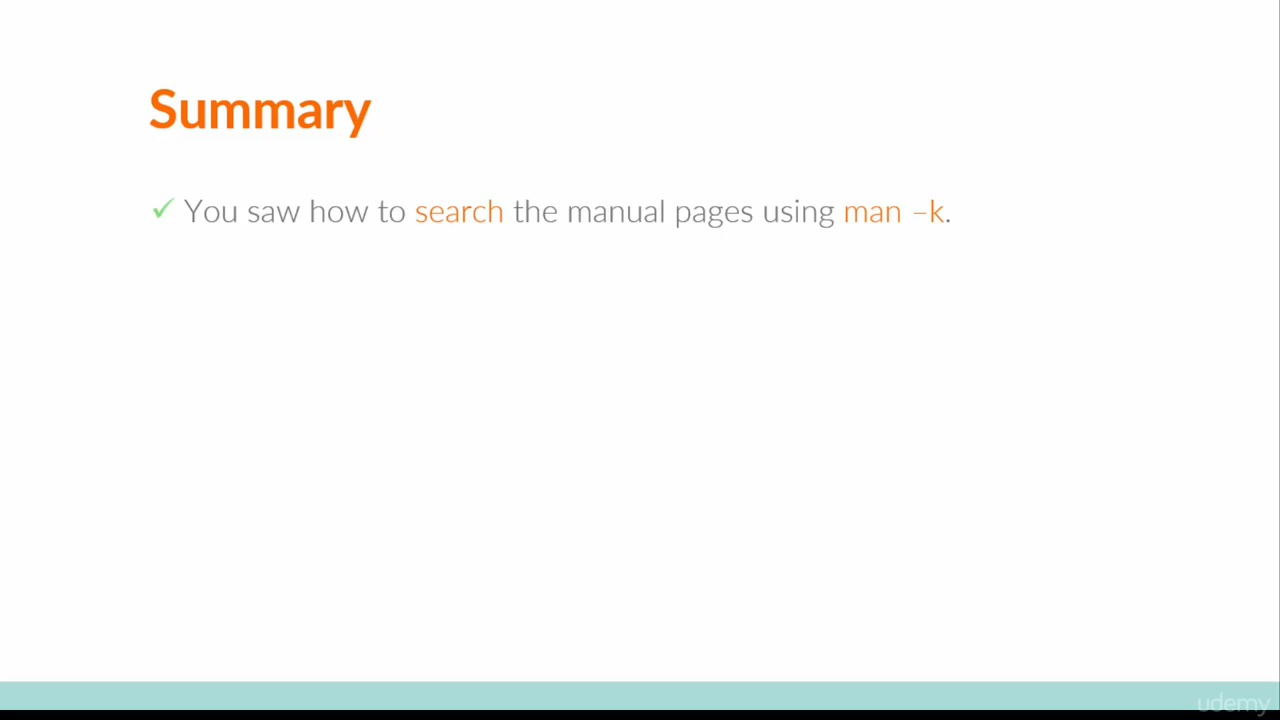 Summary
✓ You saw how to search the manual pages using man –k.
udemy